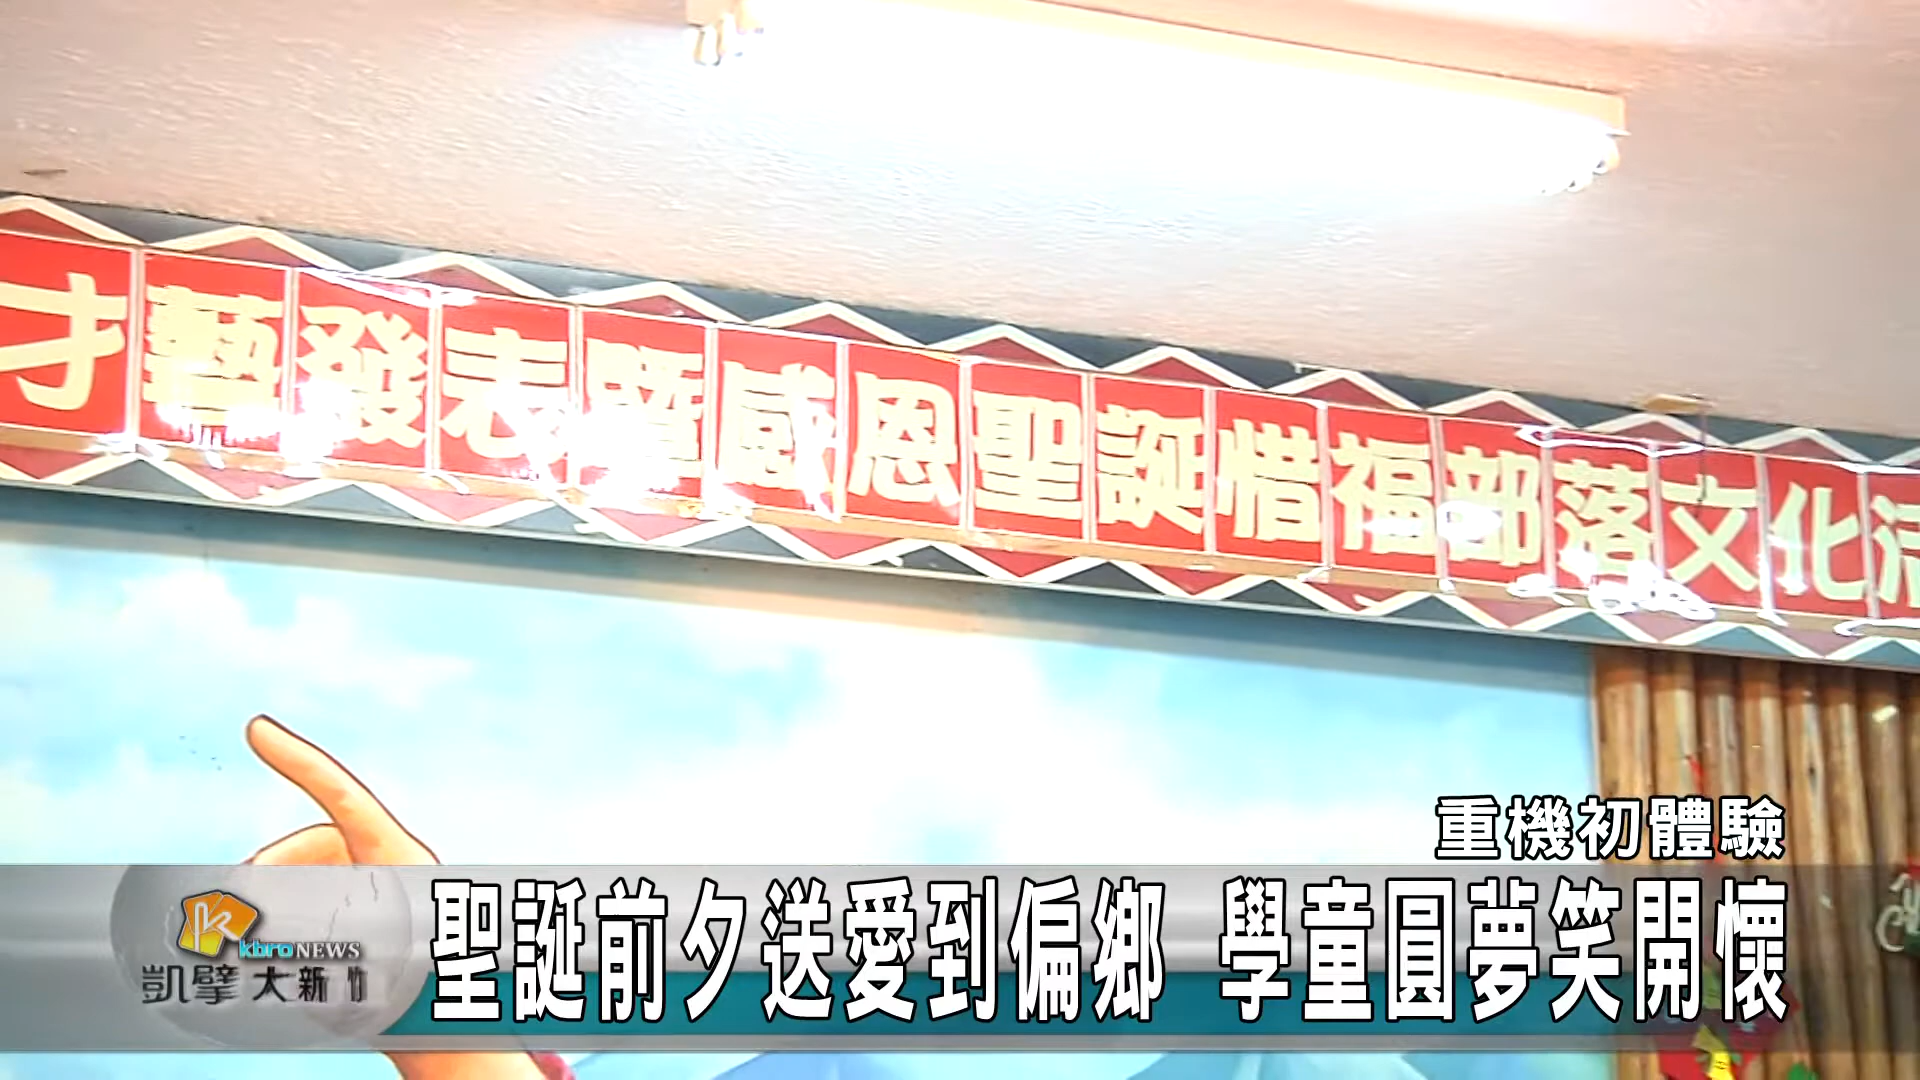 才藝發表暨感恩聖誕惜福部落文化活
重機初體驗
聖誕前夕送愛到偏鄉 學童圓夢笑開懷
kbro NEWS
凱擘大新竹